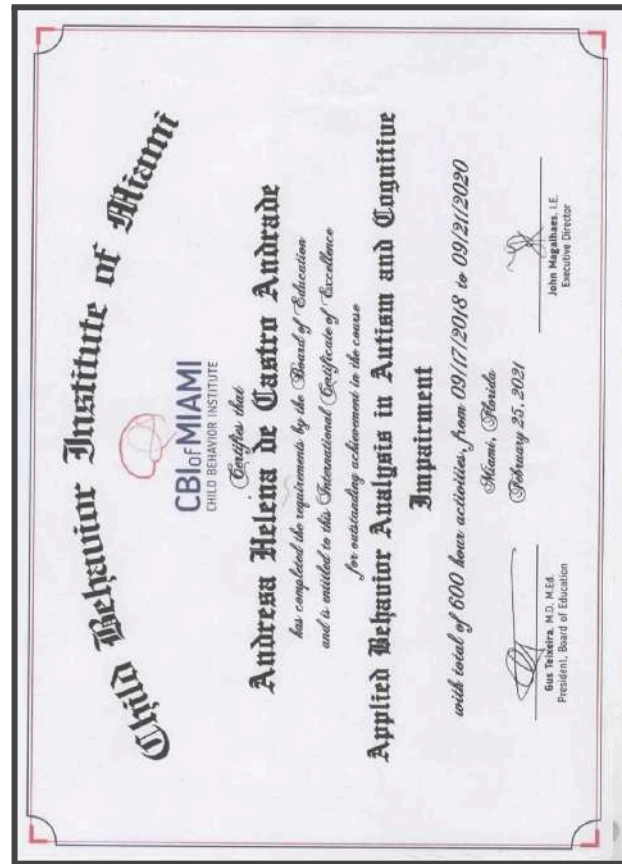 Child Behavior Institute of Miami
CBI of MIAMI
CHILD BEHAVIOR INSTITUTE
Certifies that
Andresa Helena de Castro Andrade
has completed the requirements by the Board of Education
and is entitled to this International Certificate of Excellence
for outstanding achievement in the course
Applied Behavior Analysis in Autism and Cognitive
Impairment
with total of 600 hour activities, from 09/17/2018 to 09/21/2020
Miami, Florida
February 25, 2021
Gus Teixeira, M.D. M.Ed.
President, Board of Education
John Magalhaes, I.E.
Executive Director